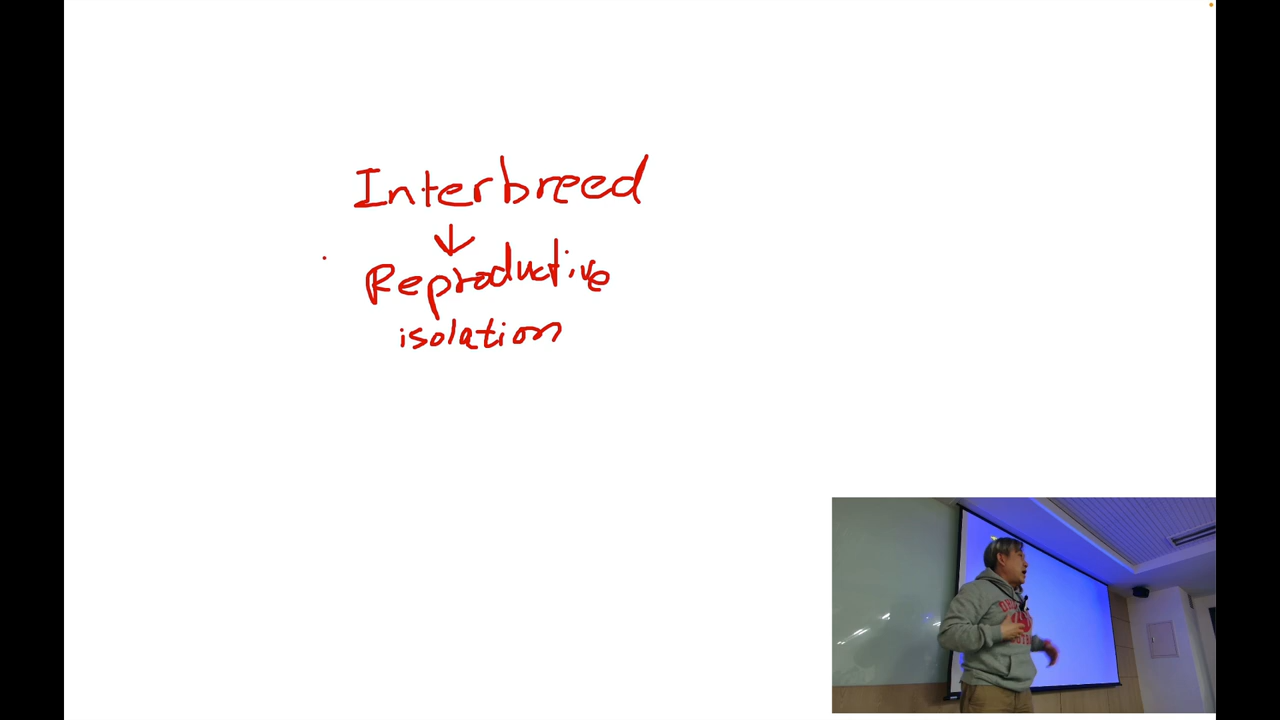 Interbreed
↓
Reproductive
isolation